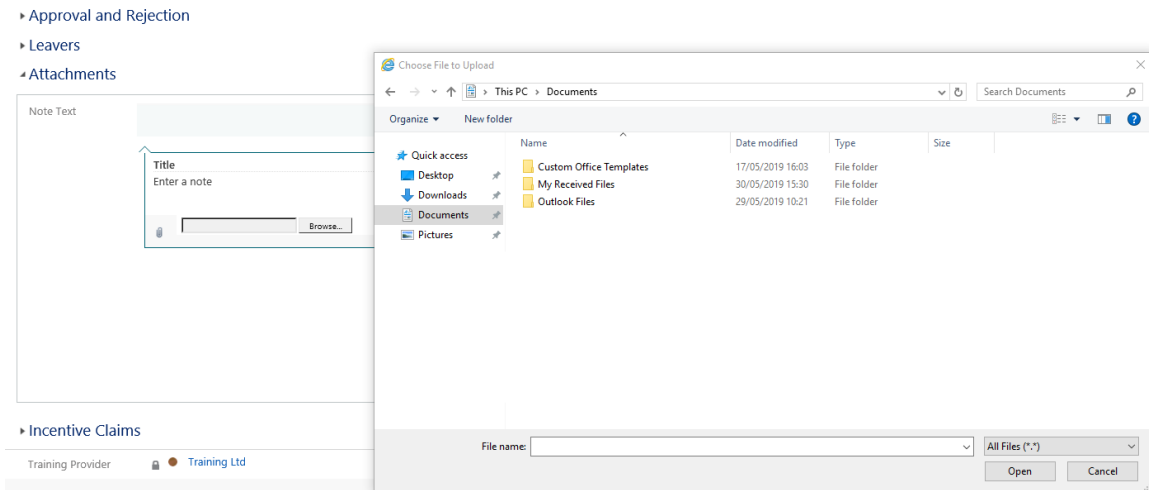 Approval and Rejection
Leavers
Attachments
Note Text
Title
Enter a note
Browse...
Incentive Claims
Training Provider
Training Ltd
Choose File to Upload
This PC > Documents
Search Documents
Organize
New folder
Name Date modified Type Size
Quick access
Desktop
Downloads
Documents
Pictures
Custom Office Templates 17/05/2019 16:03 File folder
My Received Files 30/05/2019 15:30 File folder
Outlook Files 29/05/2019 10:21 File folder
File name:
All Files (*.*)
Open Cancel